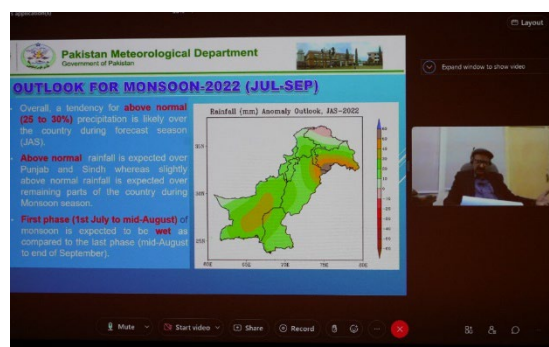 Layout
Pakistan Meteorological Department
Government of Pakistan
Expand window to show video
OUTLOOK FOR MONSOON-2022 (JUL-SEP)
Overall, a tendency for above normal
(25 to 30%) precipitation is likely over
the country during forecast season
(JAS).
Above normal rainfall is expected over
Punjab and Sindh whereas slightly
above normal rainfall is expected over
remaining parts of the country during
Monsoon season.
First phase (1st July to mid-August) of
monsoon is expected to be wet as
compared to the last phase (mid-August
to end of September).
Rainfall (mm) Anomaly Outlook, JAS-2022
Mute
Start video
Share
Record